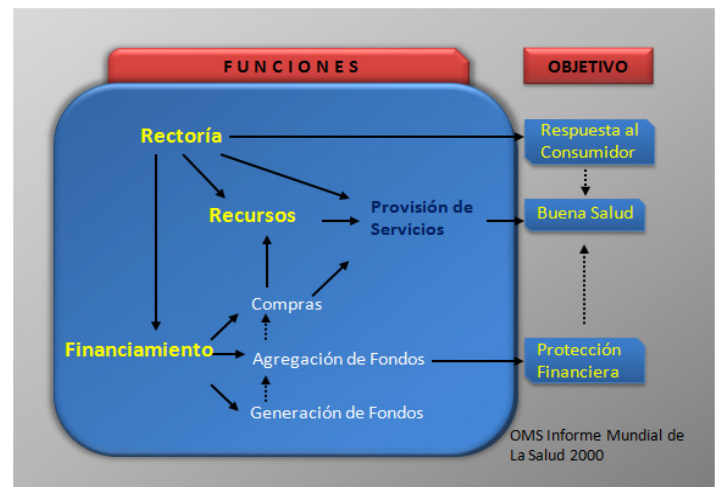 FUNCIONES
OBJETIVO
Rectoría
Respuesta al
Consumidor
Recursos
Provisión de
Servicios
Buena Salud
Compras
Financiamiento
Agregación de Fondos
Protección
Financiera
Generación de Fondos
OMS Informe Mundial de
La Salud 2000